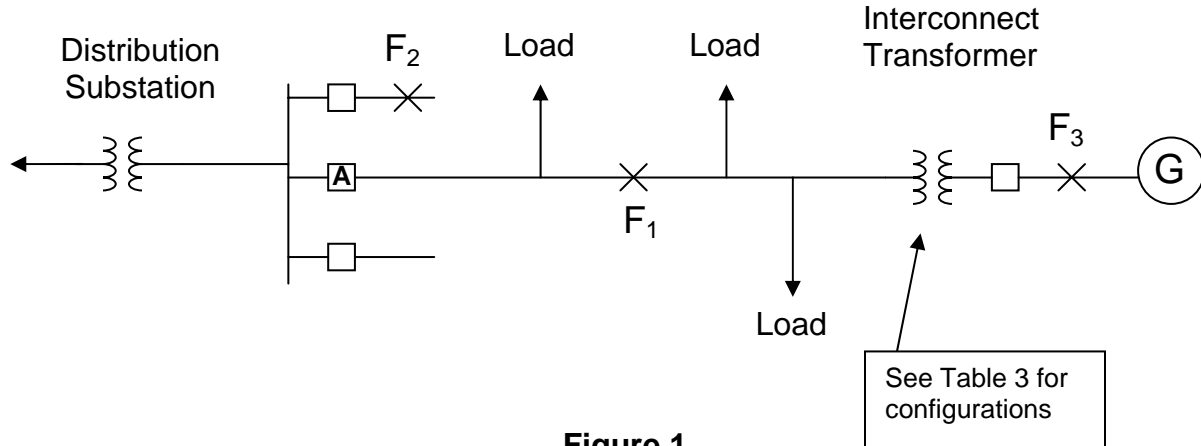 Distribution
Substation
F₂
Load
Load
Interconnect
Transformer
F₃
G
A
F₁
Load
See Table 3 for
configurations
Figure 1